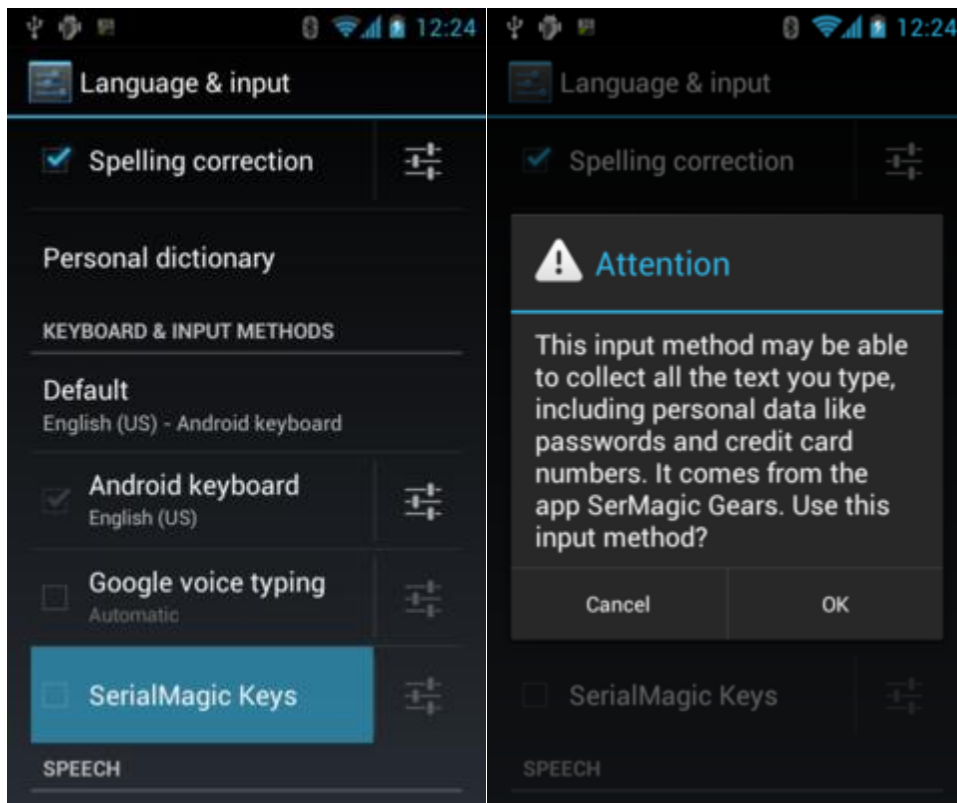 12:24
Language & input
Spelling correction
Personal dictionary
KEYBOARD & INPUT METHODS
Default
English (US) - Android keyboard
Android keyboard
English (US)
Google voice typing
Automatic
SerialMagic Keys
SPEECH
12:24
Language & input
Spelling correction
Attention
This input method may be able
to collect all the text you type,
including personal data like
passwords and credit card
numbers. It comes from the
app SerMagic Gears. Use this
input method?
Cancel OK
SerialMagic Keys
SPEECH